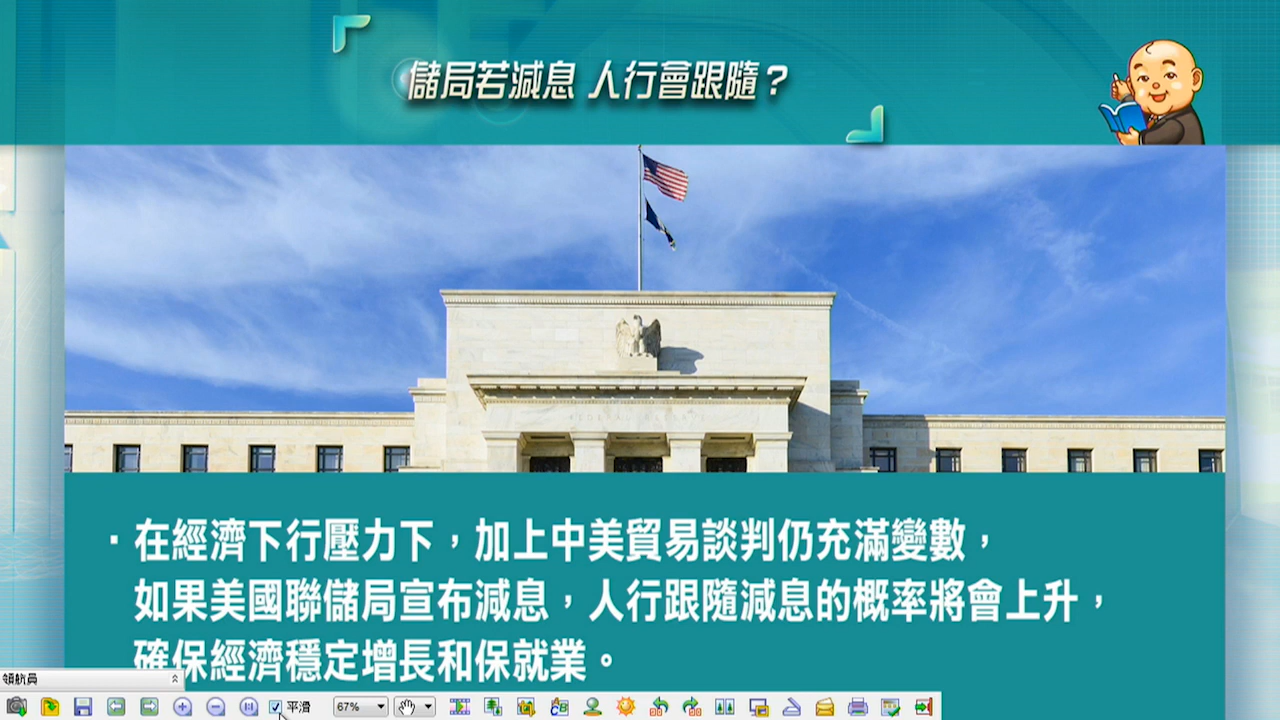 儲局若減息 人行會跟隨？
FEDERAL RESERVE
・在經濟下行壓力下，加上中美貿易談判仍充滿變數，
如果美國聯儲局宣布減息，人行跟隨減息的概率將會上升，
確保經濟穩定增長和保就業。
領航員
平滑
67%